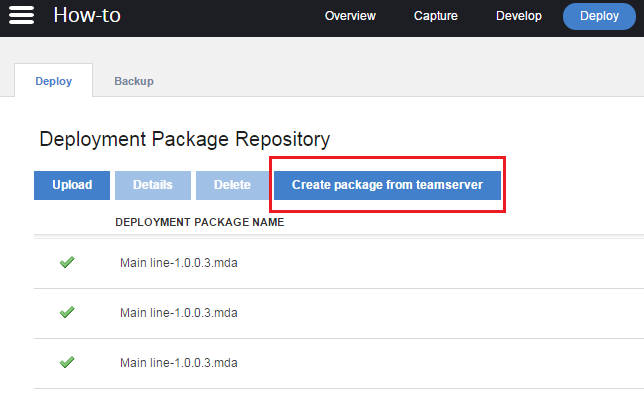 How-to Overview Capture Develop Deploy
Deploy Backup
Deployment Package Repository
Upload Details Delete Create package from teamserver
DEPLOYMENT PACKAGE NAME
Main line-1.0.0.3.mda
Main line-1.0.0.3.mda
Main line-1.0.0.3.mda